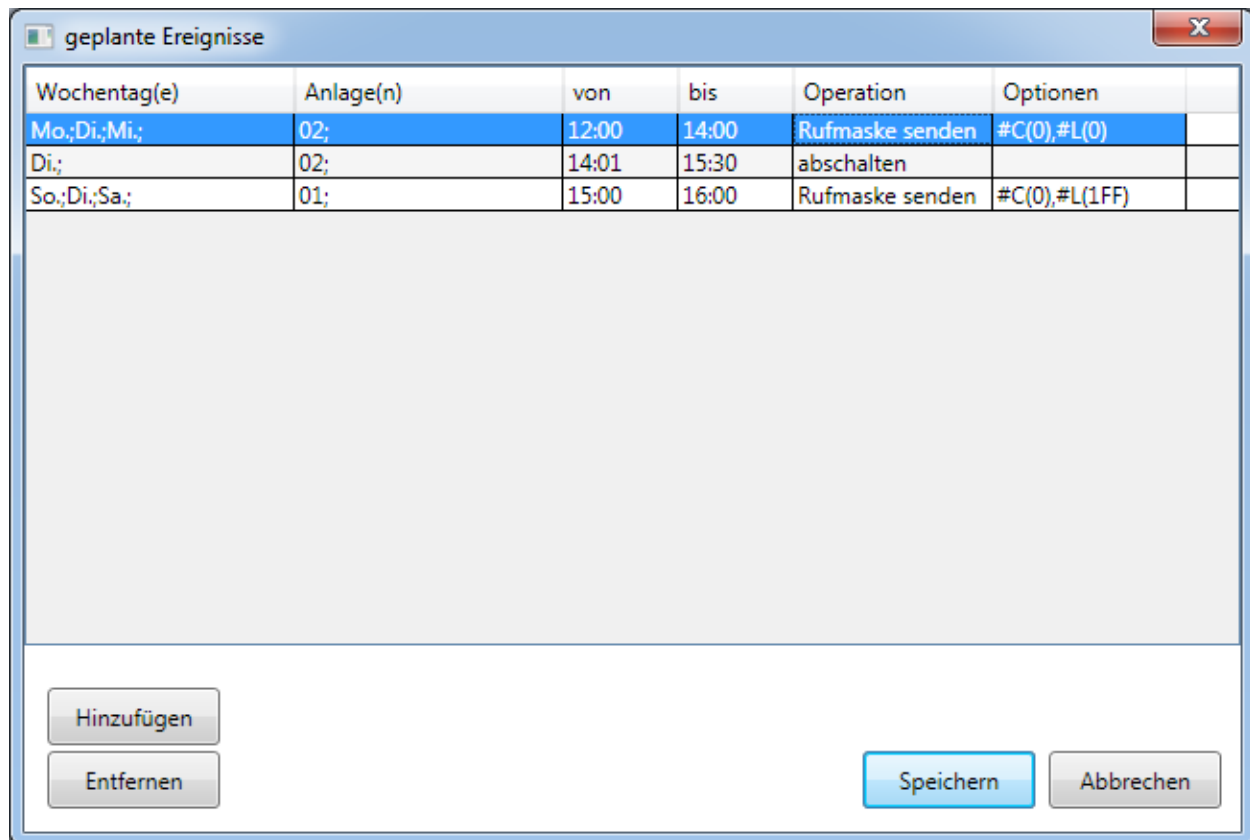 geplante Ereignisse
Wochentag(e) Anlage(n) von bis Operation Optionen
Mo.;Di.;Mi.; 02; 12:00 14:00 Rufmaske senden #C(0),#L(0)
Di.; 02; 14:01 15:30 abschalten
So.;Di.;Sa.; 01; 15:00 16:00 Rufmaske senden #C(0),#L(1FF)
Hinzufügen
Entfernen Speichern Abbrechen